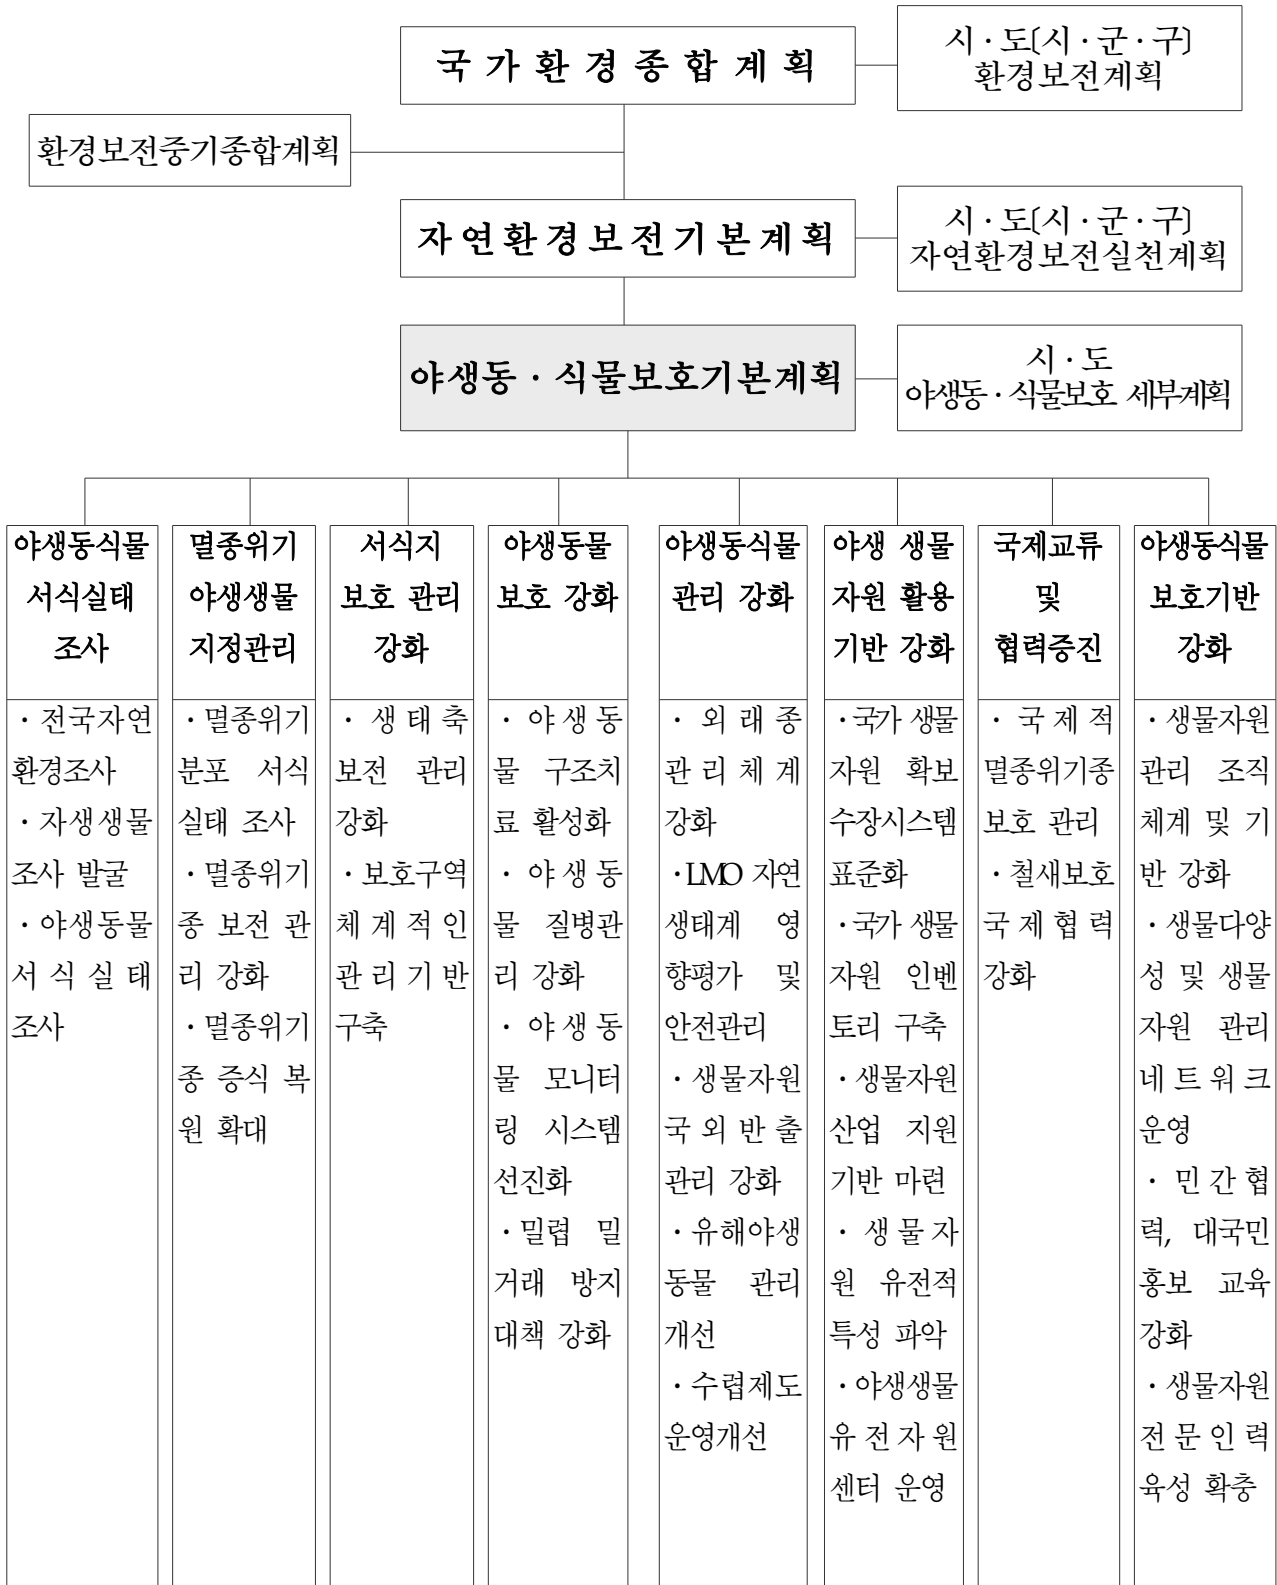 국가환경종합계획
시·도(시·군·구)
환경보전계획
환경보전중기종합계획
자연환경보전기본계획
시·도(시·군·구)
자연환경보전실천계획
야생동·식물보호기본계획
시·도
야생동·식물보호 세부계획
야생동식물
서식실태
조사
·전국자연
환경조사
·자생생물
조사 발굴
·야생동물
서식실태
조사
멸종위기
야생생물
지정관리
·멸종위기
분포 서식
실태 조사
·멸종위기
종 보전 관
리 강화
·멸종위기
종 증식 복
원 확대
서식지
보호 관리
강화
·생태축
보전 관리
강화
·보호구역
체계적인
관리기반
구축
야생동물
보호 강화
·야생동
물 구조치
료 활성화
·야생동
물 질병관
리 강화
·야생동
물 모니터
링 시스템
선진화
·밀렵 밀
거래 방지
대책 강화
야생동식물
관리 강화
·외래종
관리체계
강화
·LMO 자연
생태계 영
향평가 및
안전관리
·생물자원
국외반출
관리 강화
·유해야생
동물 관리
개선
·수렵제도
운영개선
야생 생물
자원 활용
기반 강화
·국가 생물
자원 확보
수장시스템
표준화
·국가 생물
자원 인벤
토리 구축
·생물자원
산업 지원
기반 마련
·생물자
원 유전적
특성 파악
·야생생물
유전자원
센터 운영
국제교류
및
협력증진
·국제적
멸종위기종
보호 관리
·철새보호
국제협력
강화
야생동식물
보호기반
강화
·생물자원
관리 조직
체계 및 기
반 강화
·생물다양
성 및 생물
자원 관리
네트워크
운영
·민간협
력, 대국민
홍보 교육
강화
·생물자원
전문인력
육성 확충